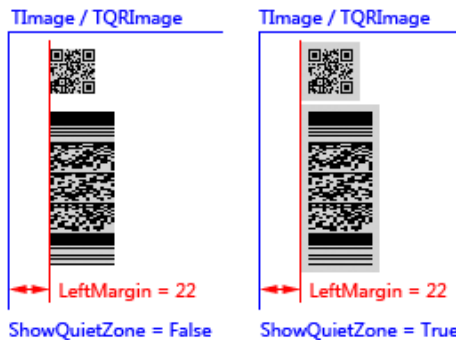 TImage / TQRImage
TImage / TQRImage
LeftMargin = 22
LeftMargin = 22
ShowQuietZone = False
ShowQuietZone = True